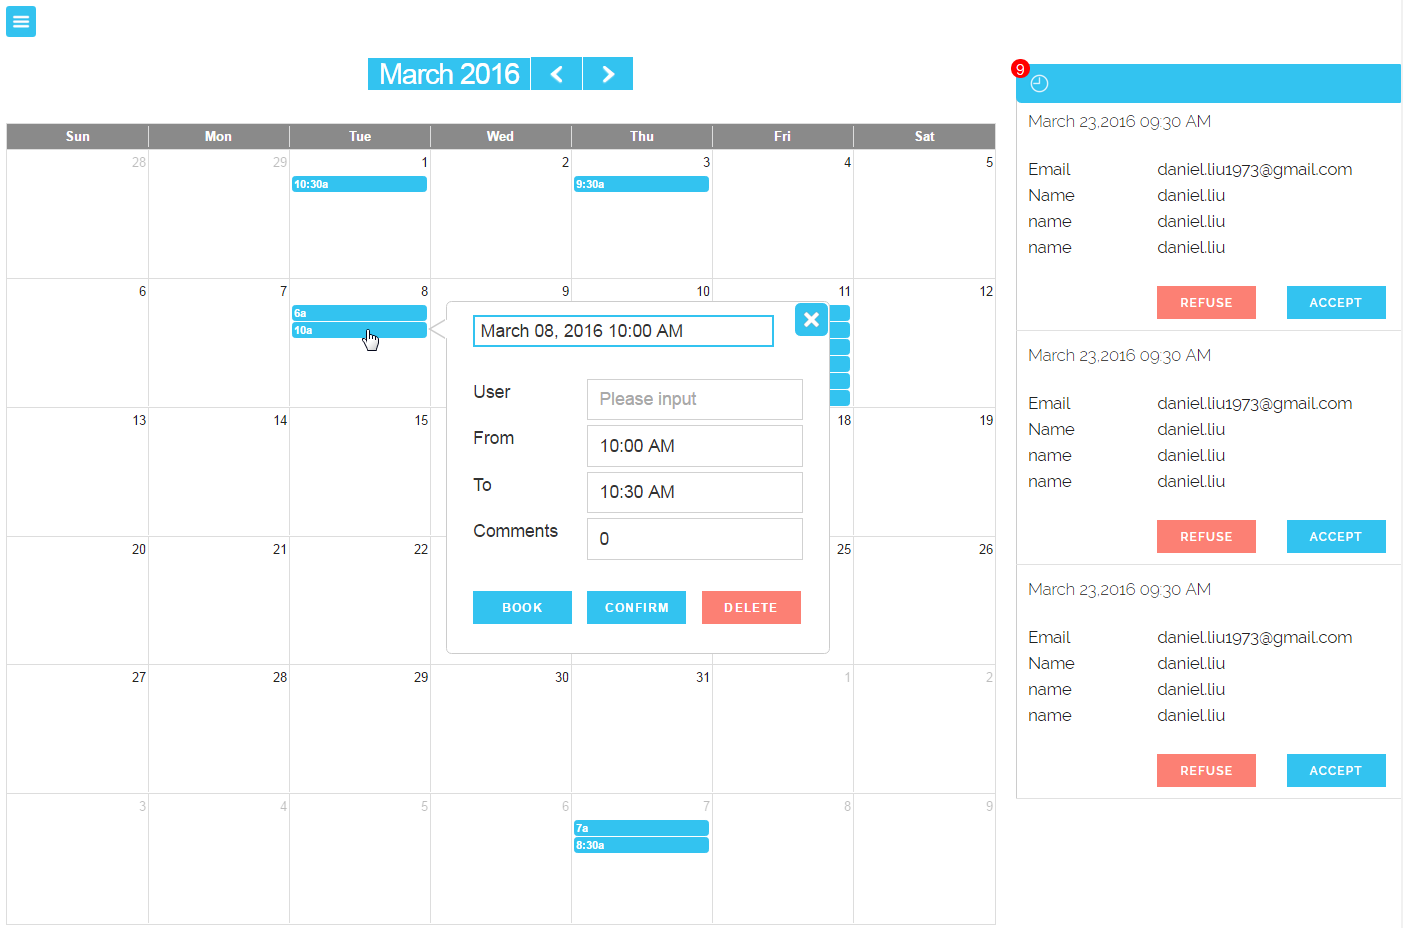 March 2016
Sun Mon Tue Wed Thu Fri Sat
28 29 1 2 3 4 5
10:30a 9:30a
6 7 8 9 10 11 12
6a
10a
March 08, 2016 10:00 AM
User Please input
From 10:00 AM
To 10:30 AM
Comments 0
BOOK CONFIRM DELETE
13 14 15 18 19
20 21 22 25 26
27 28 29 30 31 1 2
3 4 5 6 7 8 9
7a
8:30a
9
March 23,2016 09:30 AM
Email daniel.liu1973@gmail.com
Name daniel.liu
name daniel.liu
name daniel.liu
REFUSE ACCEPT
March 23,2016 09:30 AM
Email daniel.liu1973@gmail.com
Name daniel.liu
name daniel.liu
name daniel.liu
REFUSE ACCEPT
March 23,2016 09:30 AM
Email daniel.liu1973@gmail.com
Name daniel.liu
name daniel.liu
name daniel.liu
REFUSE ACCEPT